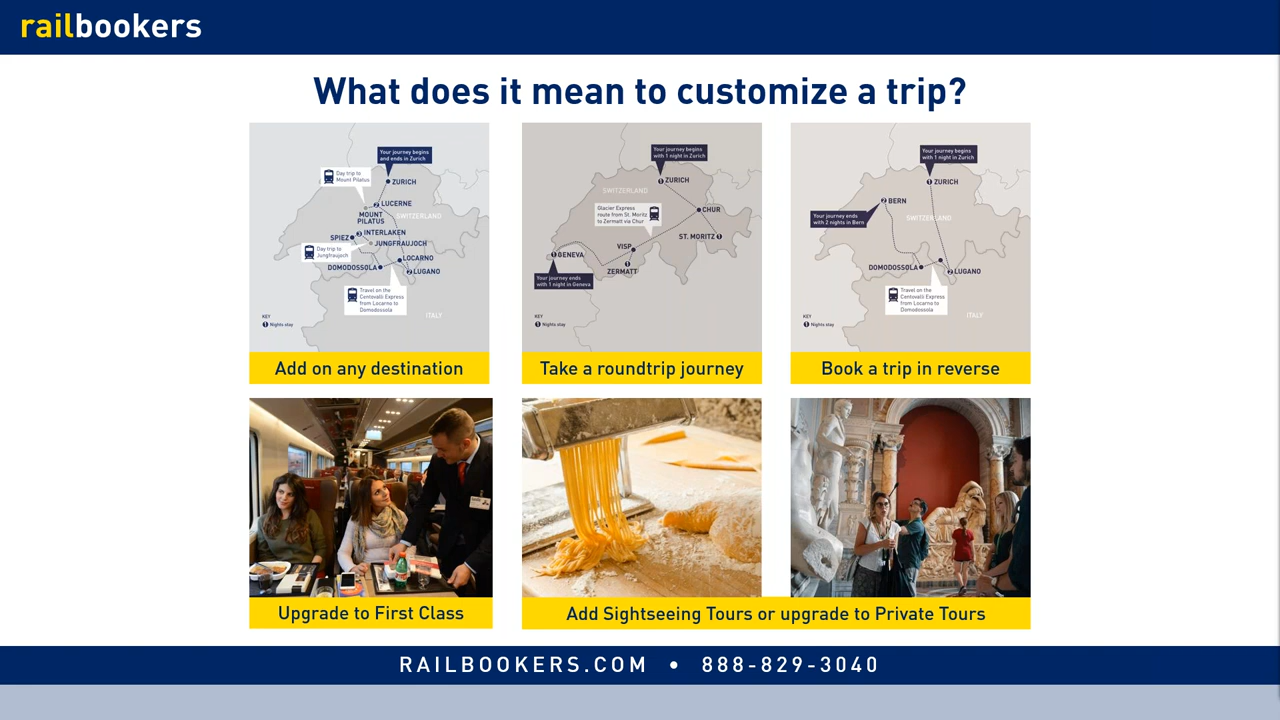 railbookers
What does it mean to customize a trip?
Your journey begins
and ends in Zurich
Day trip to
Mount Pilatus
ZURICH
LUCERNE
MOUNT
PILATUS
SWITZERLAND
SPIEZ
INTERLAKEN
JUNGFRAUJOCH
Day trip to
Jungfraujoch
LOCARNO
DOMODOSSOLA
LUGANO
Travel on the
Centovalli Express
from Locarno to
Domodossola
ITALY
KEY
Nights stay
Add on any destination
Your journey begins
with 1 night in Zurich
ZURICH
SWITZERLAND
Glacier Express
route from St. Moritz
to Zermatt via Chur
CHUR
ST. MORITZ
VISP
GENEVA
ZERMATT
Your journey ends
with 1 night in Geneva
KEY
Nights stay
Take a roundtrip journey
Your journey begins
with 1 night in Zurich
ZURICH
BERN
Your journey ends
with 2 nights in Bern
SWITZERLAND
DOMODOSSOLA
LUGANO
Travel on the
Centovalli Express
from Locarno to
Domodossola
ITALY
KEY
Nights stay
Book a trip in reverse
Upgrade to First Class
Add Sightseeing Tours or upgrade to Private Tours
RAILBOOKERS.COM • 888-829-3040